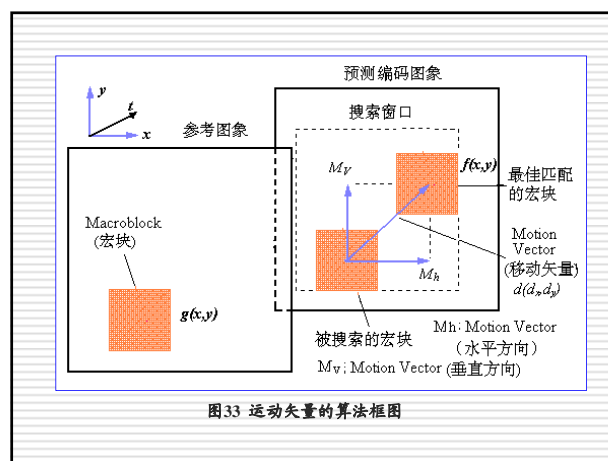 预测编码图象
y
t
x
参考图象
搜索窗口
Mv
f(x,y)
最佳匹配
的宏块
Macroblock
(宏块)
Motion
Vector
(移动矢量)
d(dx,dy)
Mh
g(x,y)
被搜索的宏块
Mh：Motion Vector
（水平方向）
Mv；Motion Vector (垂直方向)
图33 运动矢量的算法框图